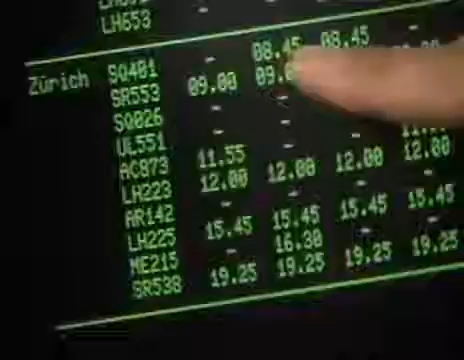 LH653 -
Zürich SQ401 - 08.45 08.45
SR553 09.00 09.0
SQ026 - -
UL551 - - -
AC873 11.55 - -
LH223 12.00 12.00 12.00 12.00
AR142 - - - -
LH225 15.45 15.45 15.45 15.45
ME215 - 16.30 - -
SR538 19.25 19.25 19.25 19.25